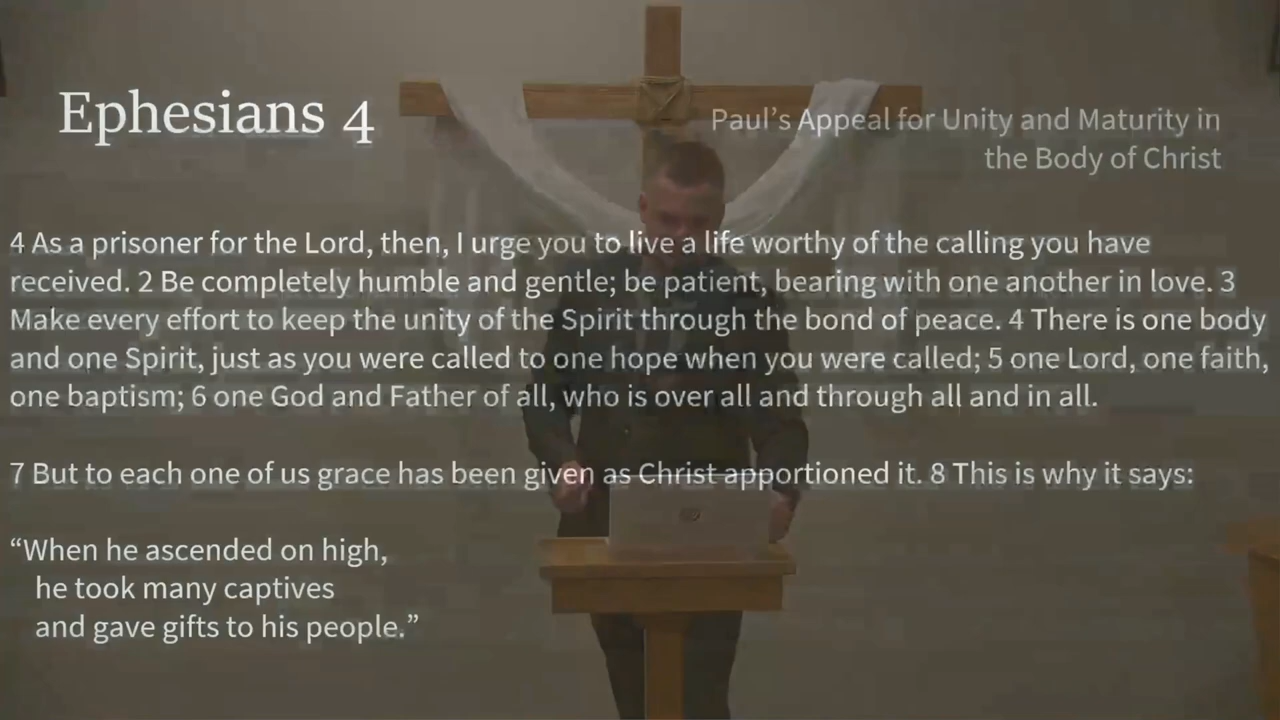 Ephesians 4
Paul’s Appeal for Unity and Maturity in
the Body of Christ
4 As a prisoner for the Lord, then, I urge you to live a life worthy of the calling you have
received. 2 Be completely humble and gentle; be patient, bearing with one another in love. 3
Make every effort to keep the unity of the Spirit through the bond of peace. 4 There is one body
and one Spirit, just as you were called to one hope when you were called; 5 one Lord, one faith,
one baptism; 6 one God and Father of all, who is over all and through all and in all.
7 But to each one of us grace has been given as Christ apportioned it. 8 This is why it says:
“When he ascended on high,
he took many captives
and gave gifts to his people.”